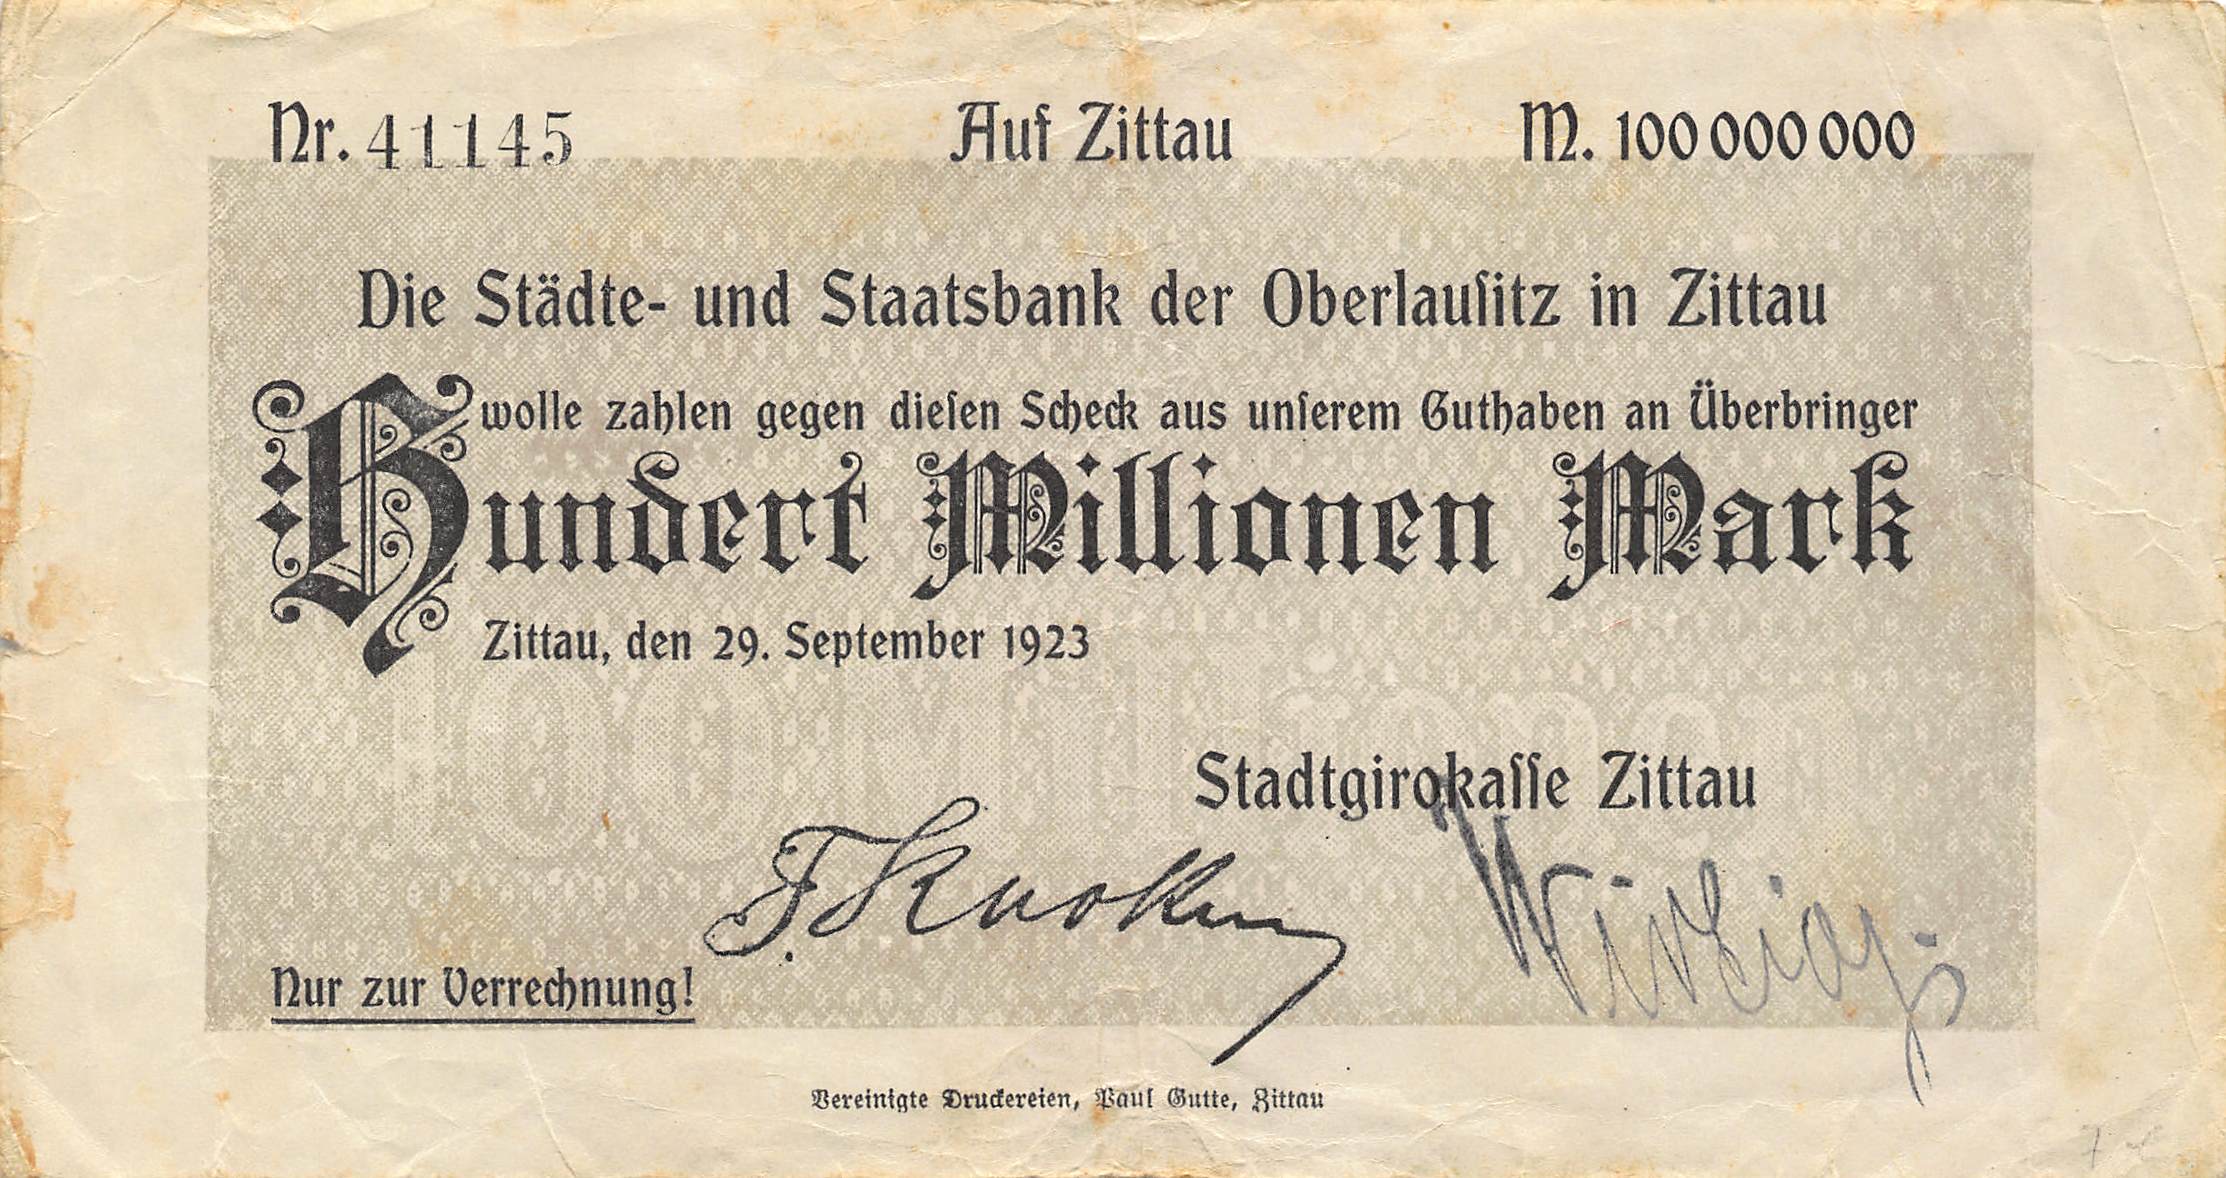 Nr. 41145 Auf Zittau M. 100 000 000
Die Städte- und Staatsbank der Oberlauſitz in Zittau
wolle zahlen gegen dieſen Scheck aus unſerem Guthaben an Überbringer
Hundert Millionen Mark
Zittau, den 29. September 1923
100 Millionen
Stadtgirokaſſe Zittau
Nur zur Verrechnung!
Vereinigte Druckereien, Paul Gutte, Zittau